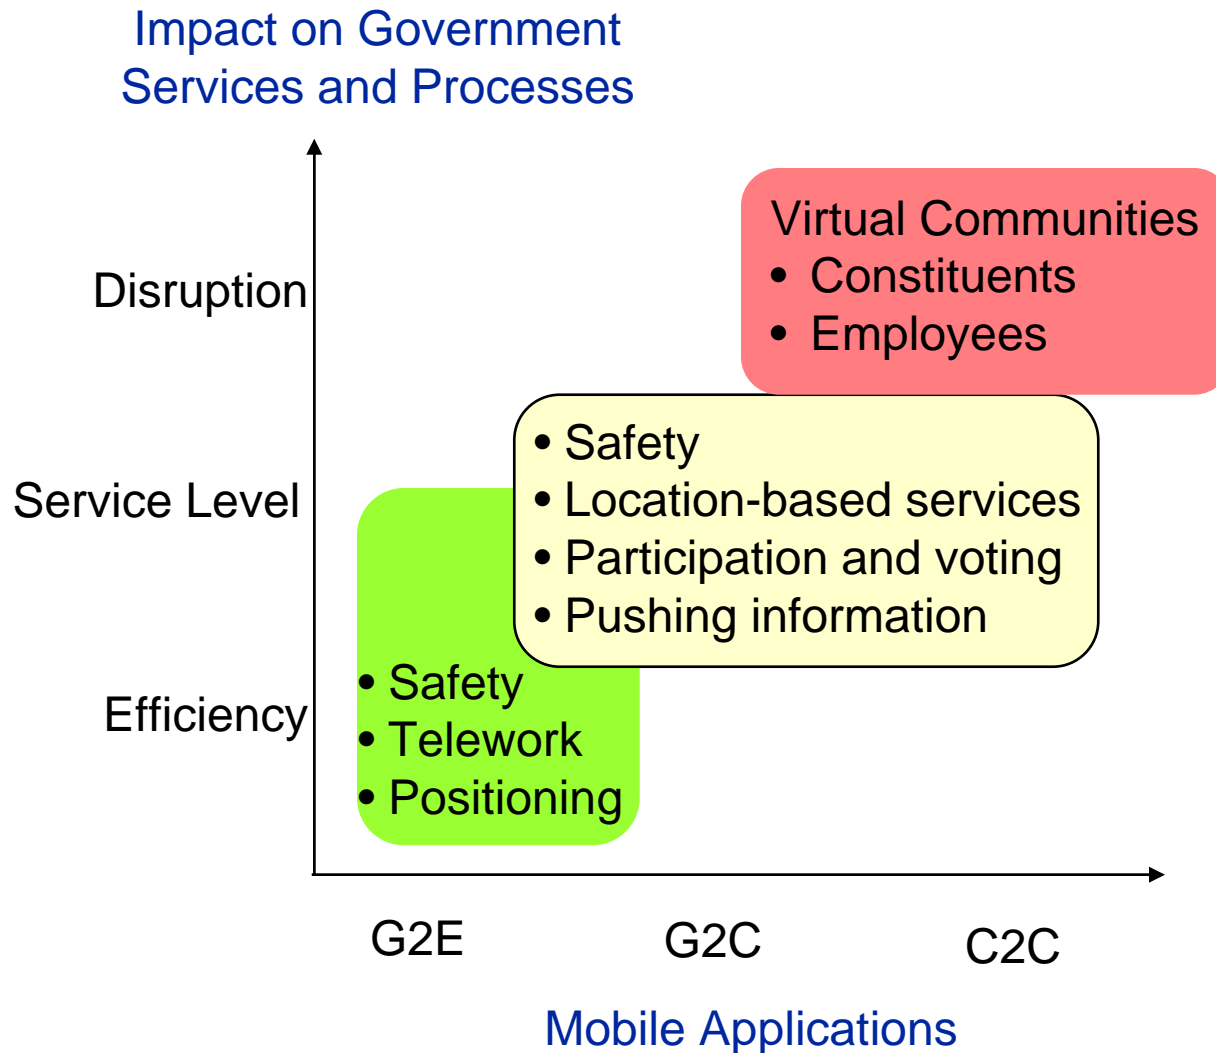 Impact on Government
Services and Processes
Disruption
Virtual Communities
• Constituents
• Employees
Service Level
• Safety
• Location-based services
• Participation and voting
• Pushing information
Efficiency
• Safety
• Telework
• Positioning
G2E
G2C
C2C
Mobile Applications